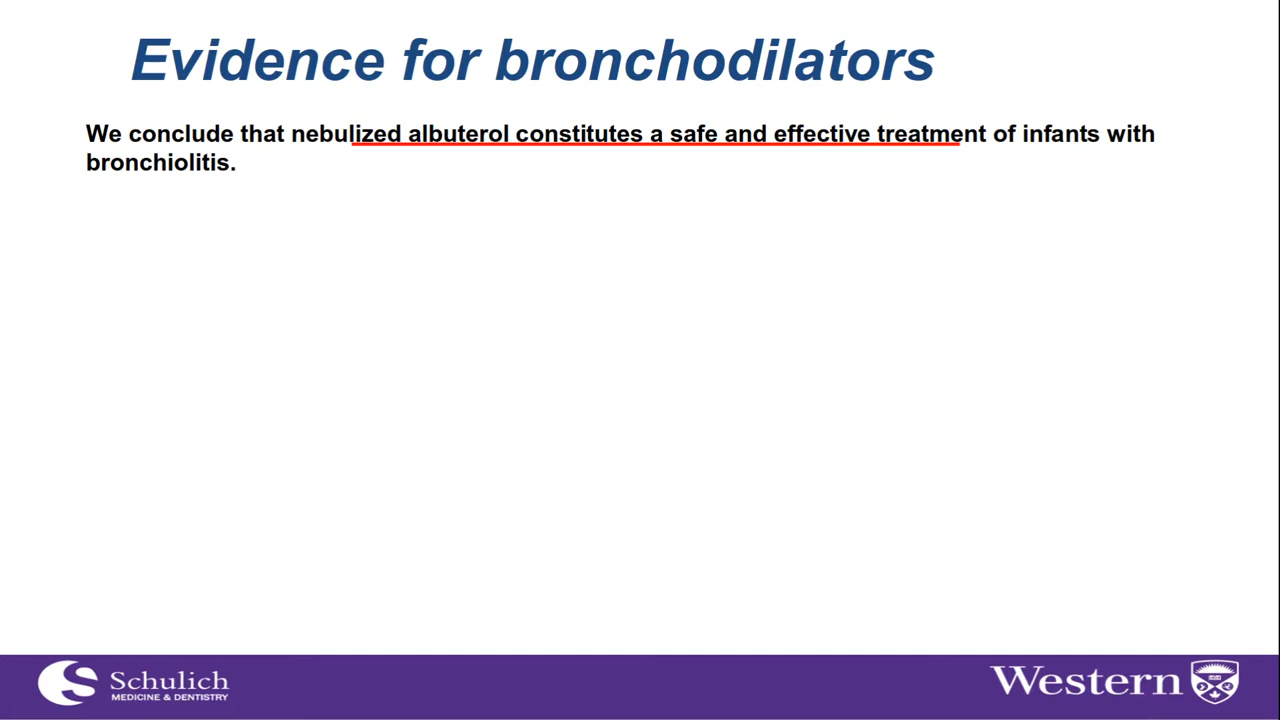 Evidence for bronchodilators
We conclude that nebulized albuterol constitutes a safe and effective treatment of infants with
bronchiolitis.
Schulich
MEDICINE & DENTISTRY
Western